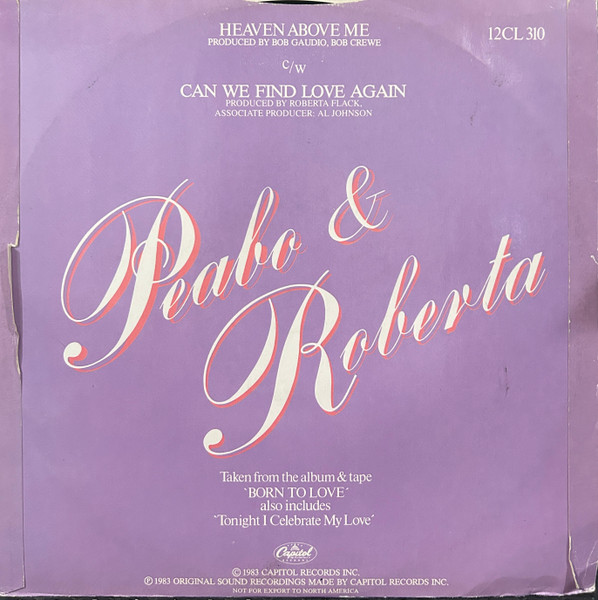 HEAVEN ABOVE ME
PRODUCED BY BOB GAUDIO, BOB CREWE
12CL 310
c/w
CAN WE FIND LOVE AGAIN
PRODUCED BY ROBERTA FLACK,
ASSOCIATE PRODUCER: AL JOHNSON
Peabo &
Roberta
Taken from the album & tape
"BORN TO LOVE"
also includes
"Tonight I Celebrate My Love"
Capitol
© 1983 CAPITOL RECORDS INC.
℗ 1983 ORIGINAL SOUND RECORDINGS MADE BY CAPITOL RECORDS INC.
NOT FOR EXPORT TO NORTH AMERICA